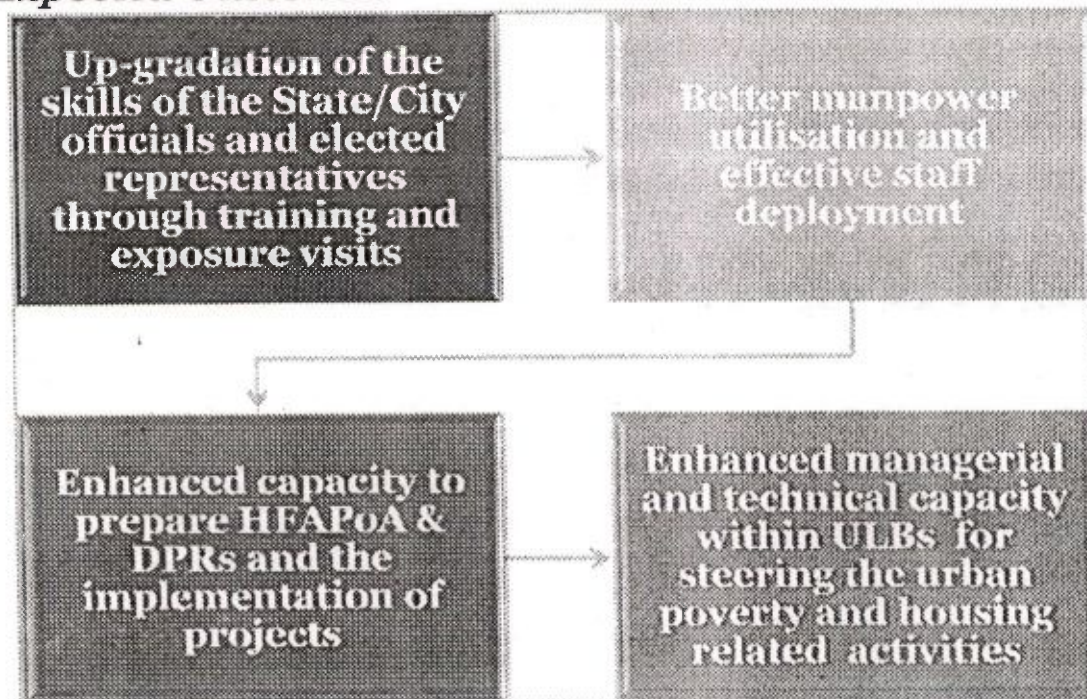 Up-gradation of the
skills of the State/City
officials and elected
representatives
through training and
exposure visits
Better manpower
utilisation and
effective staff
deployment
Enhanced capacity to
prepare HFAPoA &
DPRs and the
implementation of
projects
Enhanced managerial
and technical capacity
within ULBs for
steering the urban
poverty and housing
related activities